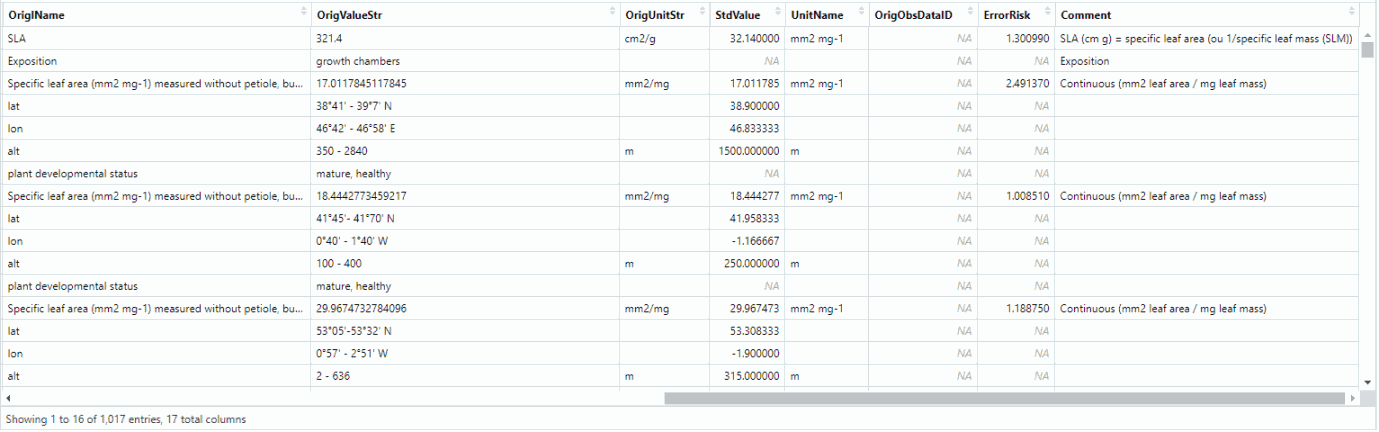 OrigIName OrigValueStr OrigUnitStr StdValue UnitName OrigObsDataID ErrorRisk Comment
SLA 321.4 cm2/g 32.140000 mm2 mg-1 NA 1.300990 SLA (cm g) = specific leaf area (ou 1/specific leaf mass (SLM))
Exposition growth chambers NA NA NA Exposition
Specific leaf area (mm2 mg-1) measured without petiole, bu... 17.0117845117845 mm2/mg 17.011785 mm2 mg-1 NA 2.491370 Continuous (mm2 leaf area / mg leaf mass)
lat 38°41' - 39°7' N 38.900000 NA NA
lon 46°42' - 46°58' E 46.833333 NA NA
alt 350 - 2840 m 1500.000000 m NA NA
plant developmental status mature, healthy NA NA NA
Specific leaf area (mm2 mg-1) measured without petiole, bu... 18.4442773459217 mm2/mg 18.444277 mm2 mg-1 NA 1.008510 Continuous (mm2 leaf area / mg leaf mass)
lat 41°45'- 41°70' N 41.958333 NA NA
lon 0°40' - 1°40' W -1.166667 NA NA
alt 100 - 400 m 250.000000 m NA NA
plant developmental status mature, healthy NA NA NA
Specific leaf area (mm2 mg-1) measured without petiole, bu... 29.9674732784096 mm2/mg 29.967473 mm2 mg-1 NA 1.188750 Continuous (mm2 leaf area / mg leaf mass)
lat 53°05'-53°32' N 53.308333 NA NA
lon 0°57' - 2°51' W -1.900000 NA NA
alt 2 - 636 m 315.000000 m NA NA
Showing 1 to 16 of 1,017 entries, 17 total columns